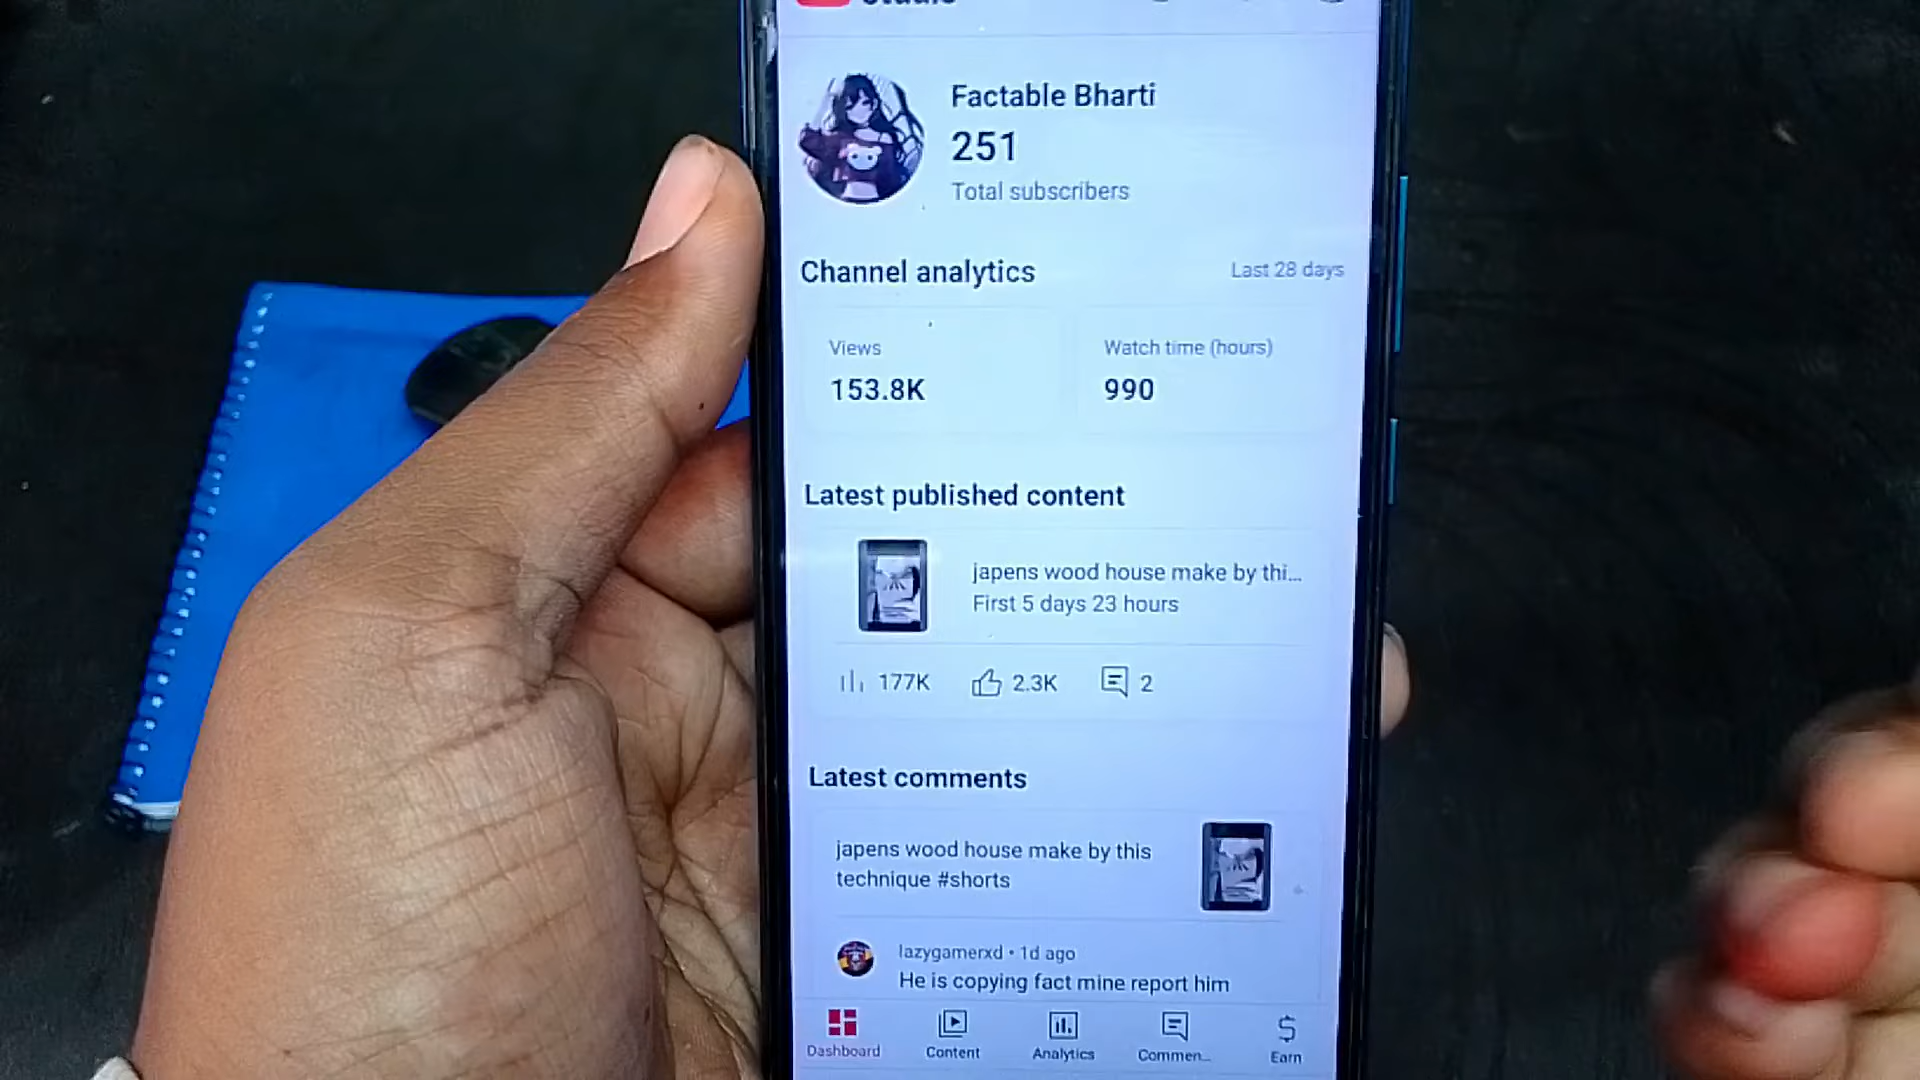 Studio
Factable Bharti
251
Total subscribers
Channel analytics
Last 28 days
Views
153.8K
Watch time (hours)
990
Latest published content
japens wood house make by thi...
First 5 days 23 hours
177K
2.3K
2
Latest comments
japens wood house make by this
technique #shorts
lazygamerxd • 1d ago
He is copying fact mine report him
Dashboard
Content
Analytics
Commen...
Earn